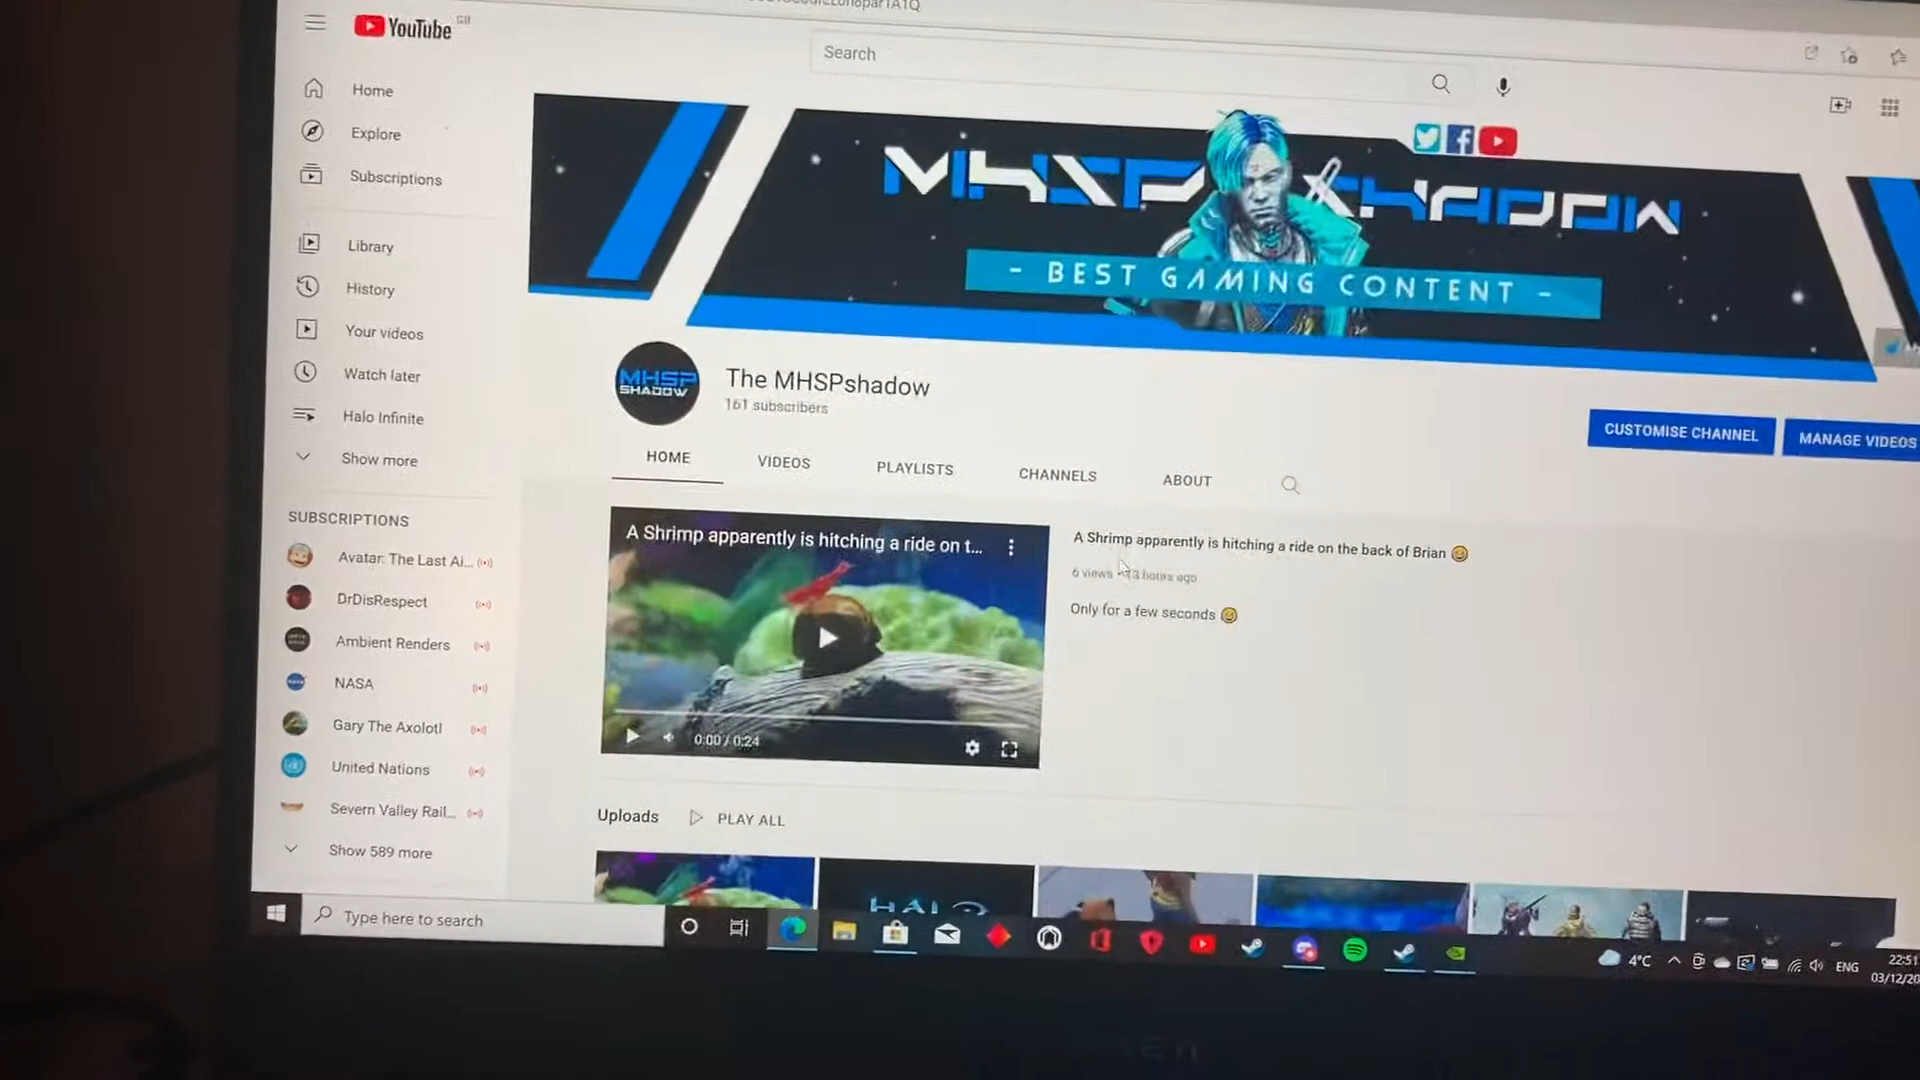 YouTube GB
Search
Home
Explore
Subscriptions
Library
History
Your videos
Watch later
Halo Infinite
Show more
SUBSCRIPTIONS
Avatar: The Last Ai...
DrDisRespect
Ambient Renders
NASA
Gary The Axolotl
United Nations
Severn Valley Rail...
Show 589 more
MHSP SHADOW
- BEST GAMING CONTENT -
MHSP
SHADOW
The MHSPshadow
161 subscribers
CUSTOMISE CHANNEL
MANAGE VIDEOS
HOME
VIDEOS
PLAYLISTS
CHANNELS
ABOUT
A Shrimp apparently is hitching a ride on t...
0:00 / 0:24
A Shrimp apparently is hitching a ride on the back of Brian 😄
6 views • 13 hours ago
Only for a few seconds 😄
Uploads
PLAY ALL
HALO
Type here to search
4°C
ENG
22:51
03/12/20